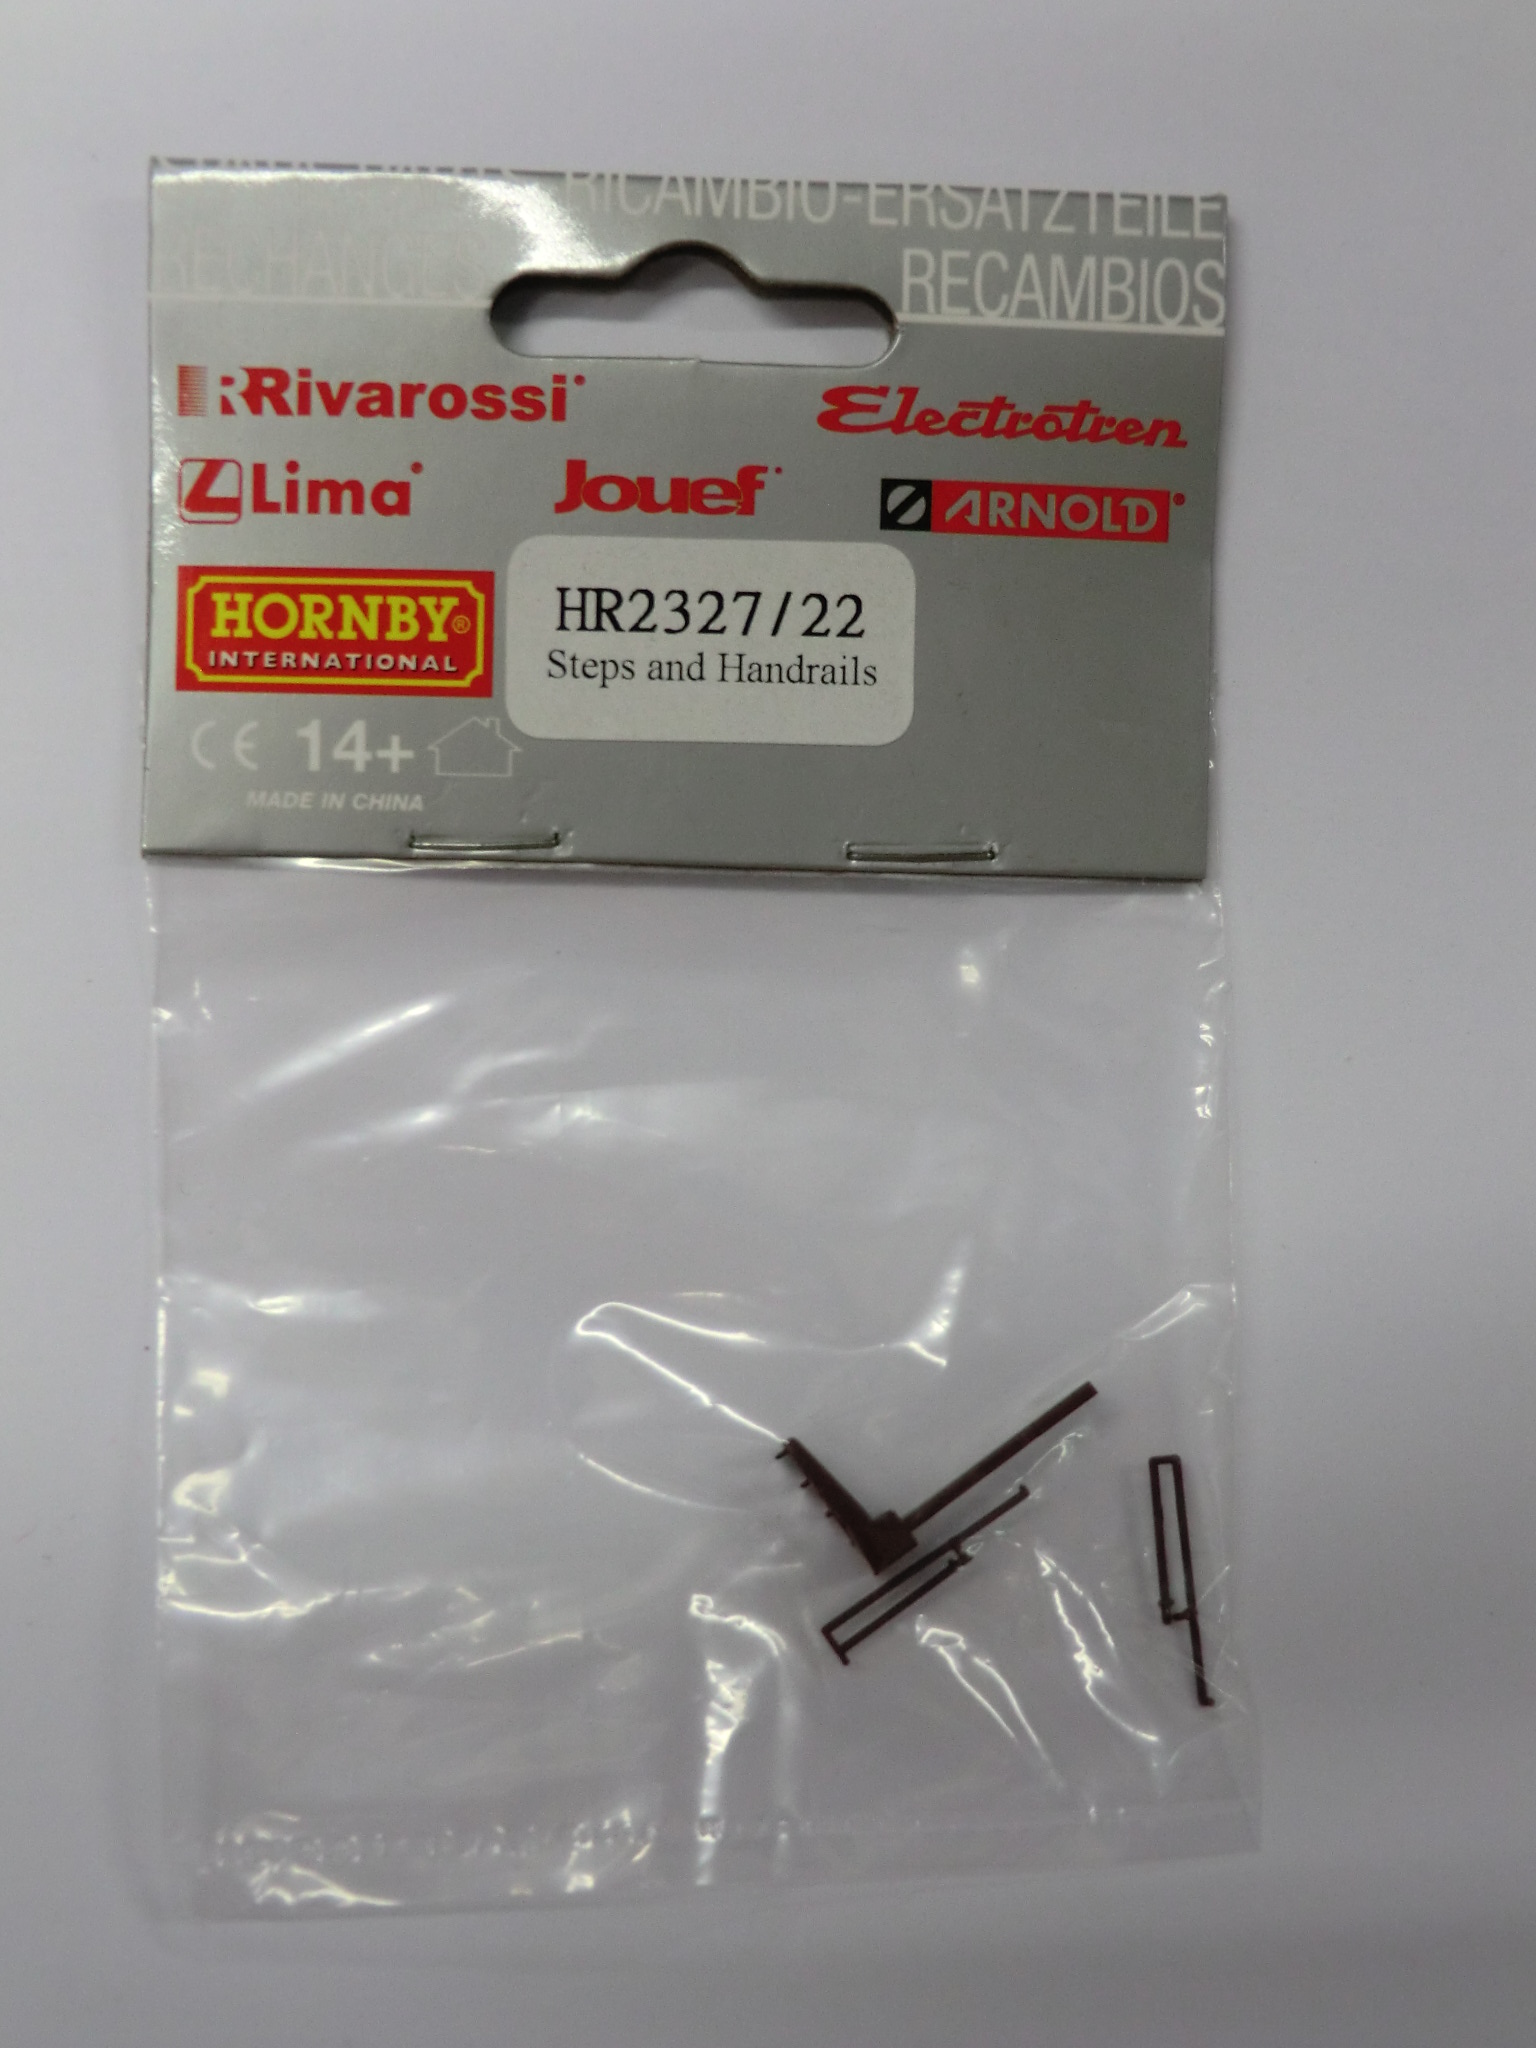 RICAMBIO-ERSATZTEILE
RECHANGES RECAMBIOS
Rivarossi Electrotren
Lima Jouef ARNOLD
HORNBY®
INTERNATIONAL
HR2327/22
Steps and Handrails
CE 14+
MADE IN CHINA